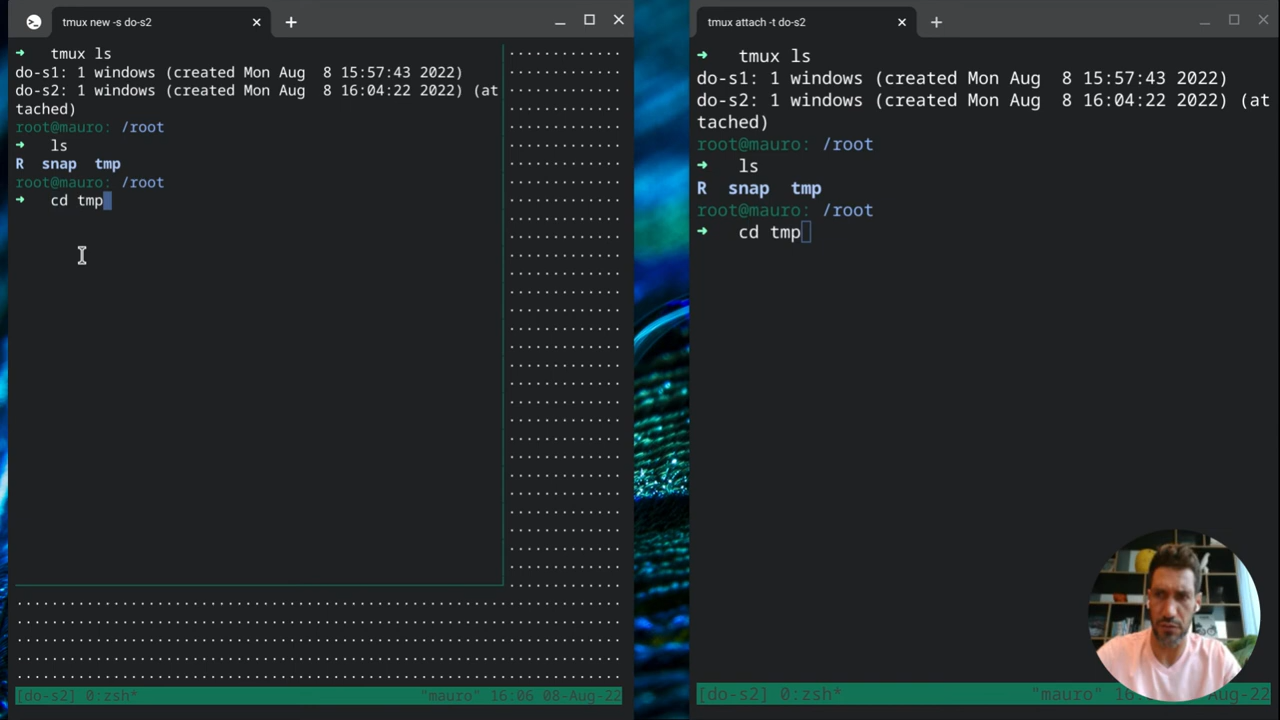 tmux new -s do-s2
➜ tmux ls
do-s1: 1 windows (created Mon Aug  8 15:57:43 2022)
do-s2: 1 windows (created Mon Aug  8 16:04:22 2022) (at
tached)
root@mauro: /root
➜ ls
R  snap  tmp
root@mauro: /root
➜ cd tmp
[do-s2] 0:zsh*
"mauro" 16:06 08-Aug-22
tmux attach -t do-s2
➜ tmux ls
do-s1: 1 windows (created Mon Aug  8 15:57:43 2022)
do-s2: 1 windows (created Mon Aug  8 16:04:22 2022) (at
tached)
root@mauro: /root
➜ ls
R  snap  tmp
root@mauro: /root
➜ cd tmp
[do-s2] 0:zsh*
"mauro" Aug-22